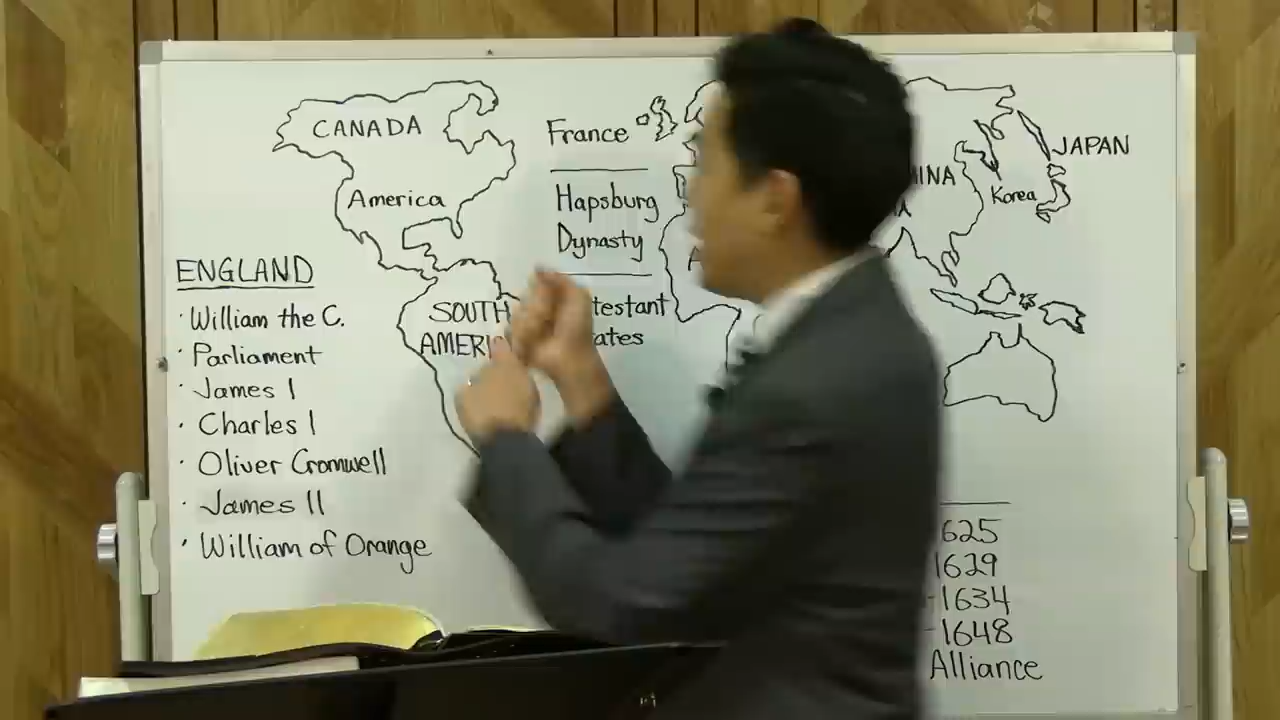 CANADA
America
SOUTH
ENGLAND
· William the C.
· Parliament
· James I
· Charles I
· Oliver Cromwell
· James II
· William of Orange
France
Hapsburg
Dynasty
JAPAN
Korea
1629
-1634
-1648
Alliance